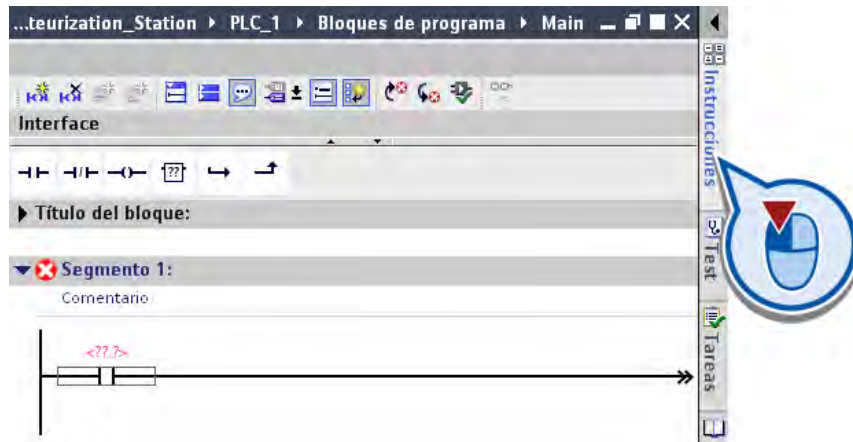 ...teurization_Station ▸ PLC_1 ▸ Bloques de programa ▸ Main
Interface
??
Título del bloque:
Segmento 1:
Comentario
<??.?>
Instrucciones
Test
Tareas